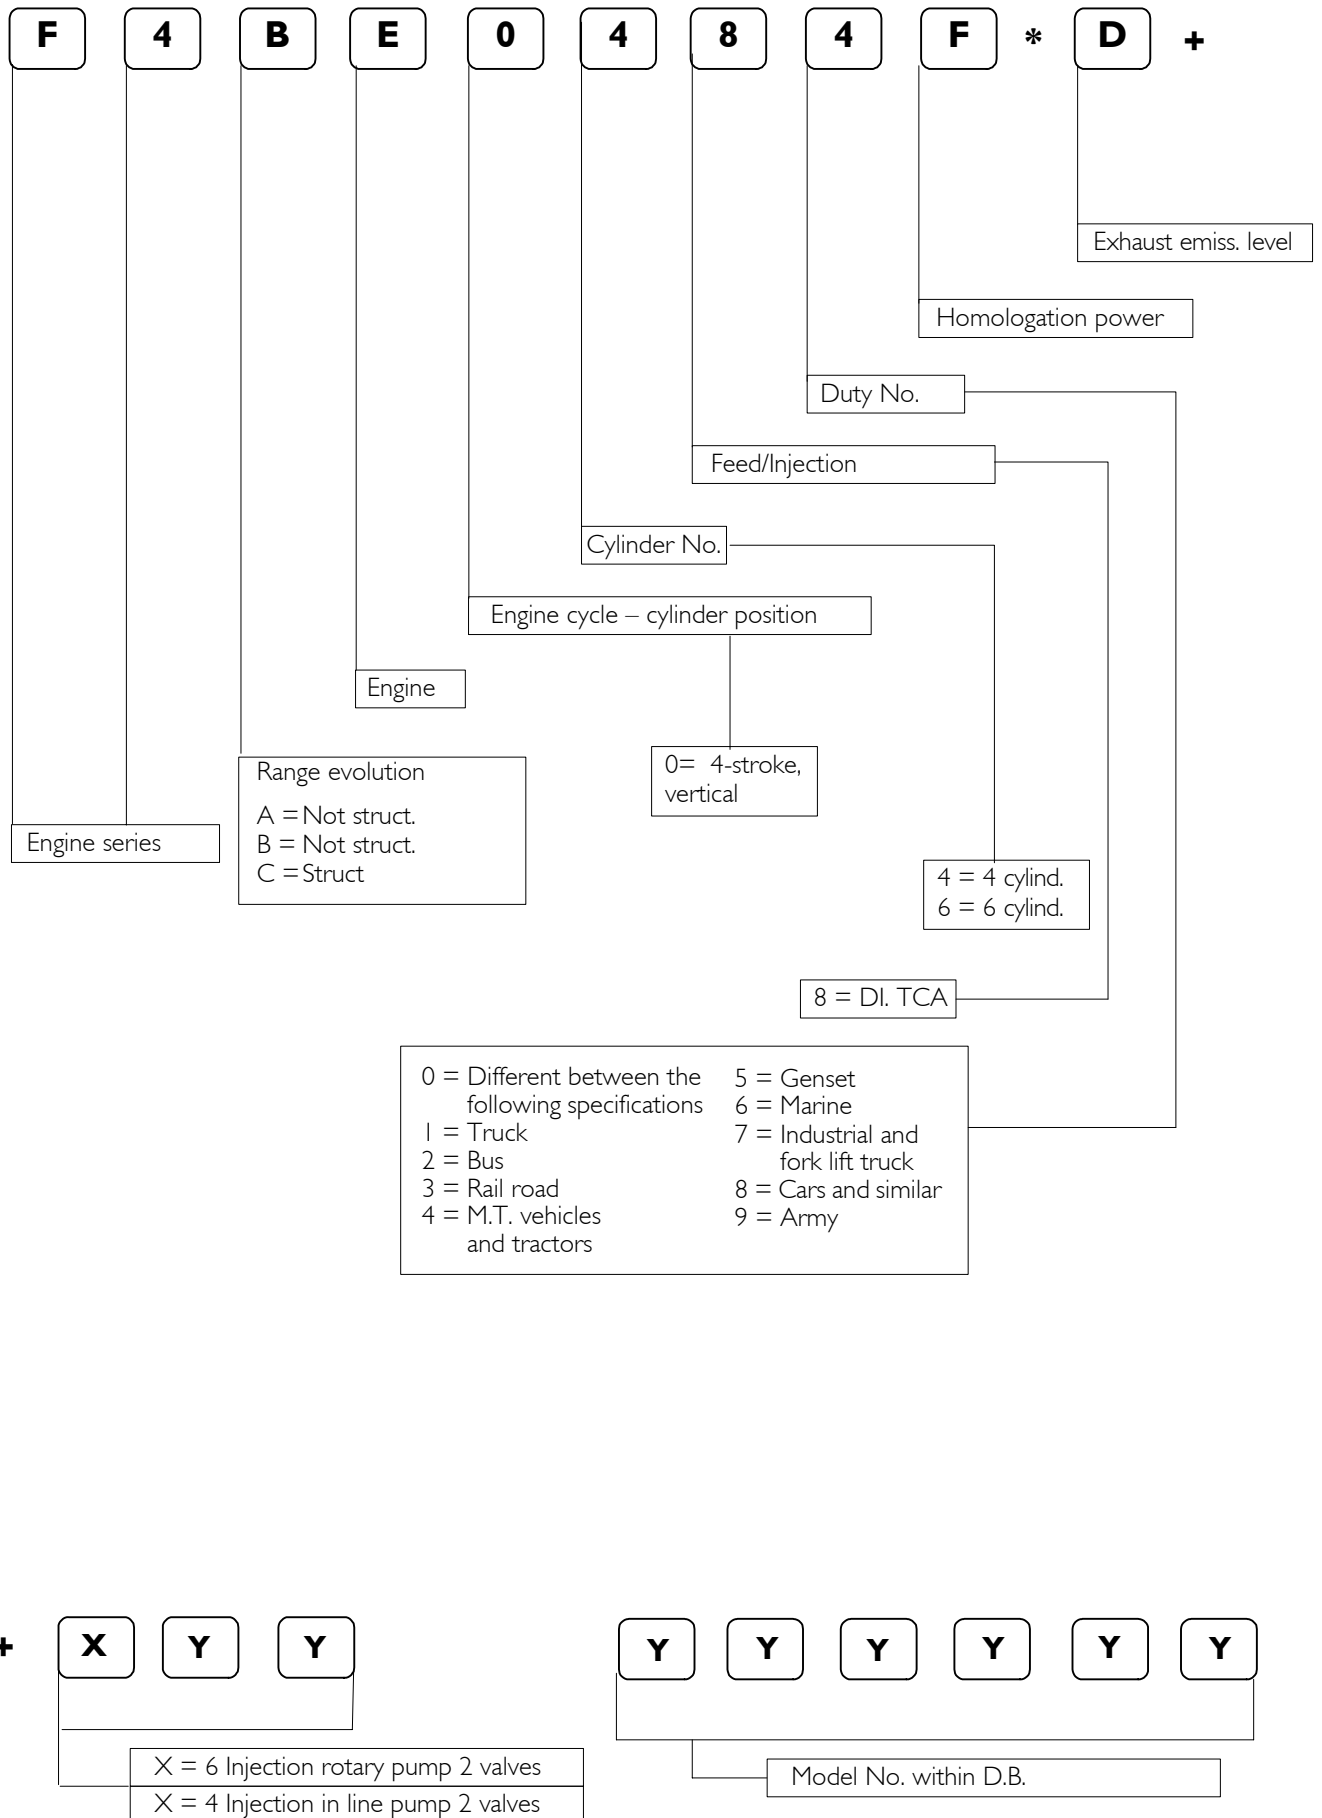 F 4 B E 0 4 8 4 F * D +
Exhaust emiss. level
Homologation power
Duty No.
Feed/Injection
Cylinder No.
Engine cycle – cylinder position
Engine
Range evolution
A = Not struct.
B = Not struct.
C = Struct
0= 4-stroke,
vertical
Engine series
4 = 4 cylind.
6 = 6 cylind.
8 = DI. TCA
0 = Different between the
following specifications
1 = Truck
2 = Bus
3 = Rail road
4 = M.T. vehicles
and tractors
5 = Genset
6 = Marine
7 = Industrial and
fork lift truck
8 = Cars and similar
9 = Army
+ X Y Y Y Y Y Y Y Y
X = 6 Injection rotary pump 2 valves
X = 4 Injection in line pump 2 valves
Model No. within D.B.